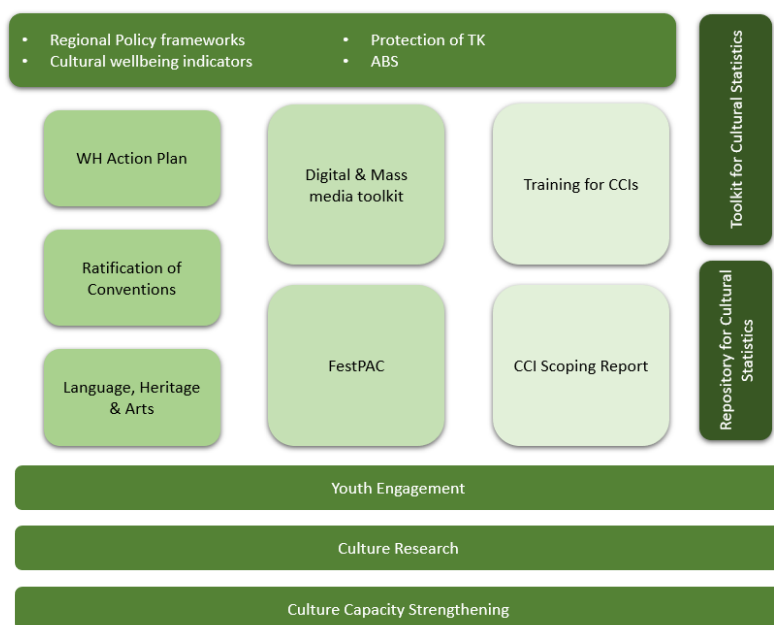 • Regional Policy frameworks
• Cultural wellbeing indicators
• Protection of TK
• ABS
Toolkit for Cultural Statistics
WH Action Plan
Digital & Mass
media toolkit
Training for CCIs
Ratification of
Conventions
Repository for Cultural
Statistics
Language, Heritage
& Arts
FestPAC
CCI Scoping Report
Youth Engagement
Culture Research
Culture Capacity Strengthening